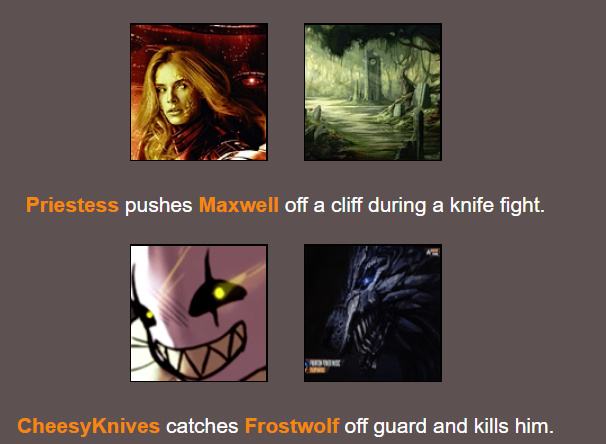 Priestess pushes Maxwell off a cliff during a knife fight.
CheesyKnives catches Frostwolf off guard and kills him.